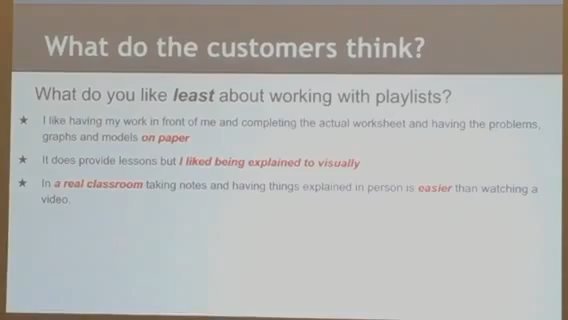 What do the customers think?
What do you like least about working with playlists?
★ I like having my work in front of me and completing the actual worksheet and having the problems,
graphs and models on paper
★ It does provide lessons but I liked being explained to visually
★ In a real classroom taking notes and having things explained in person is easier than watching a
video.